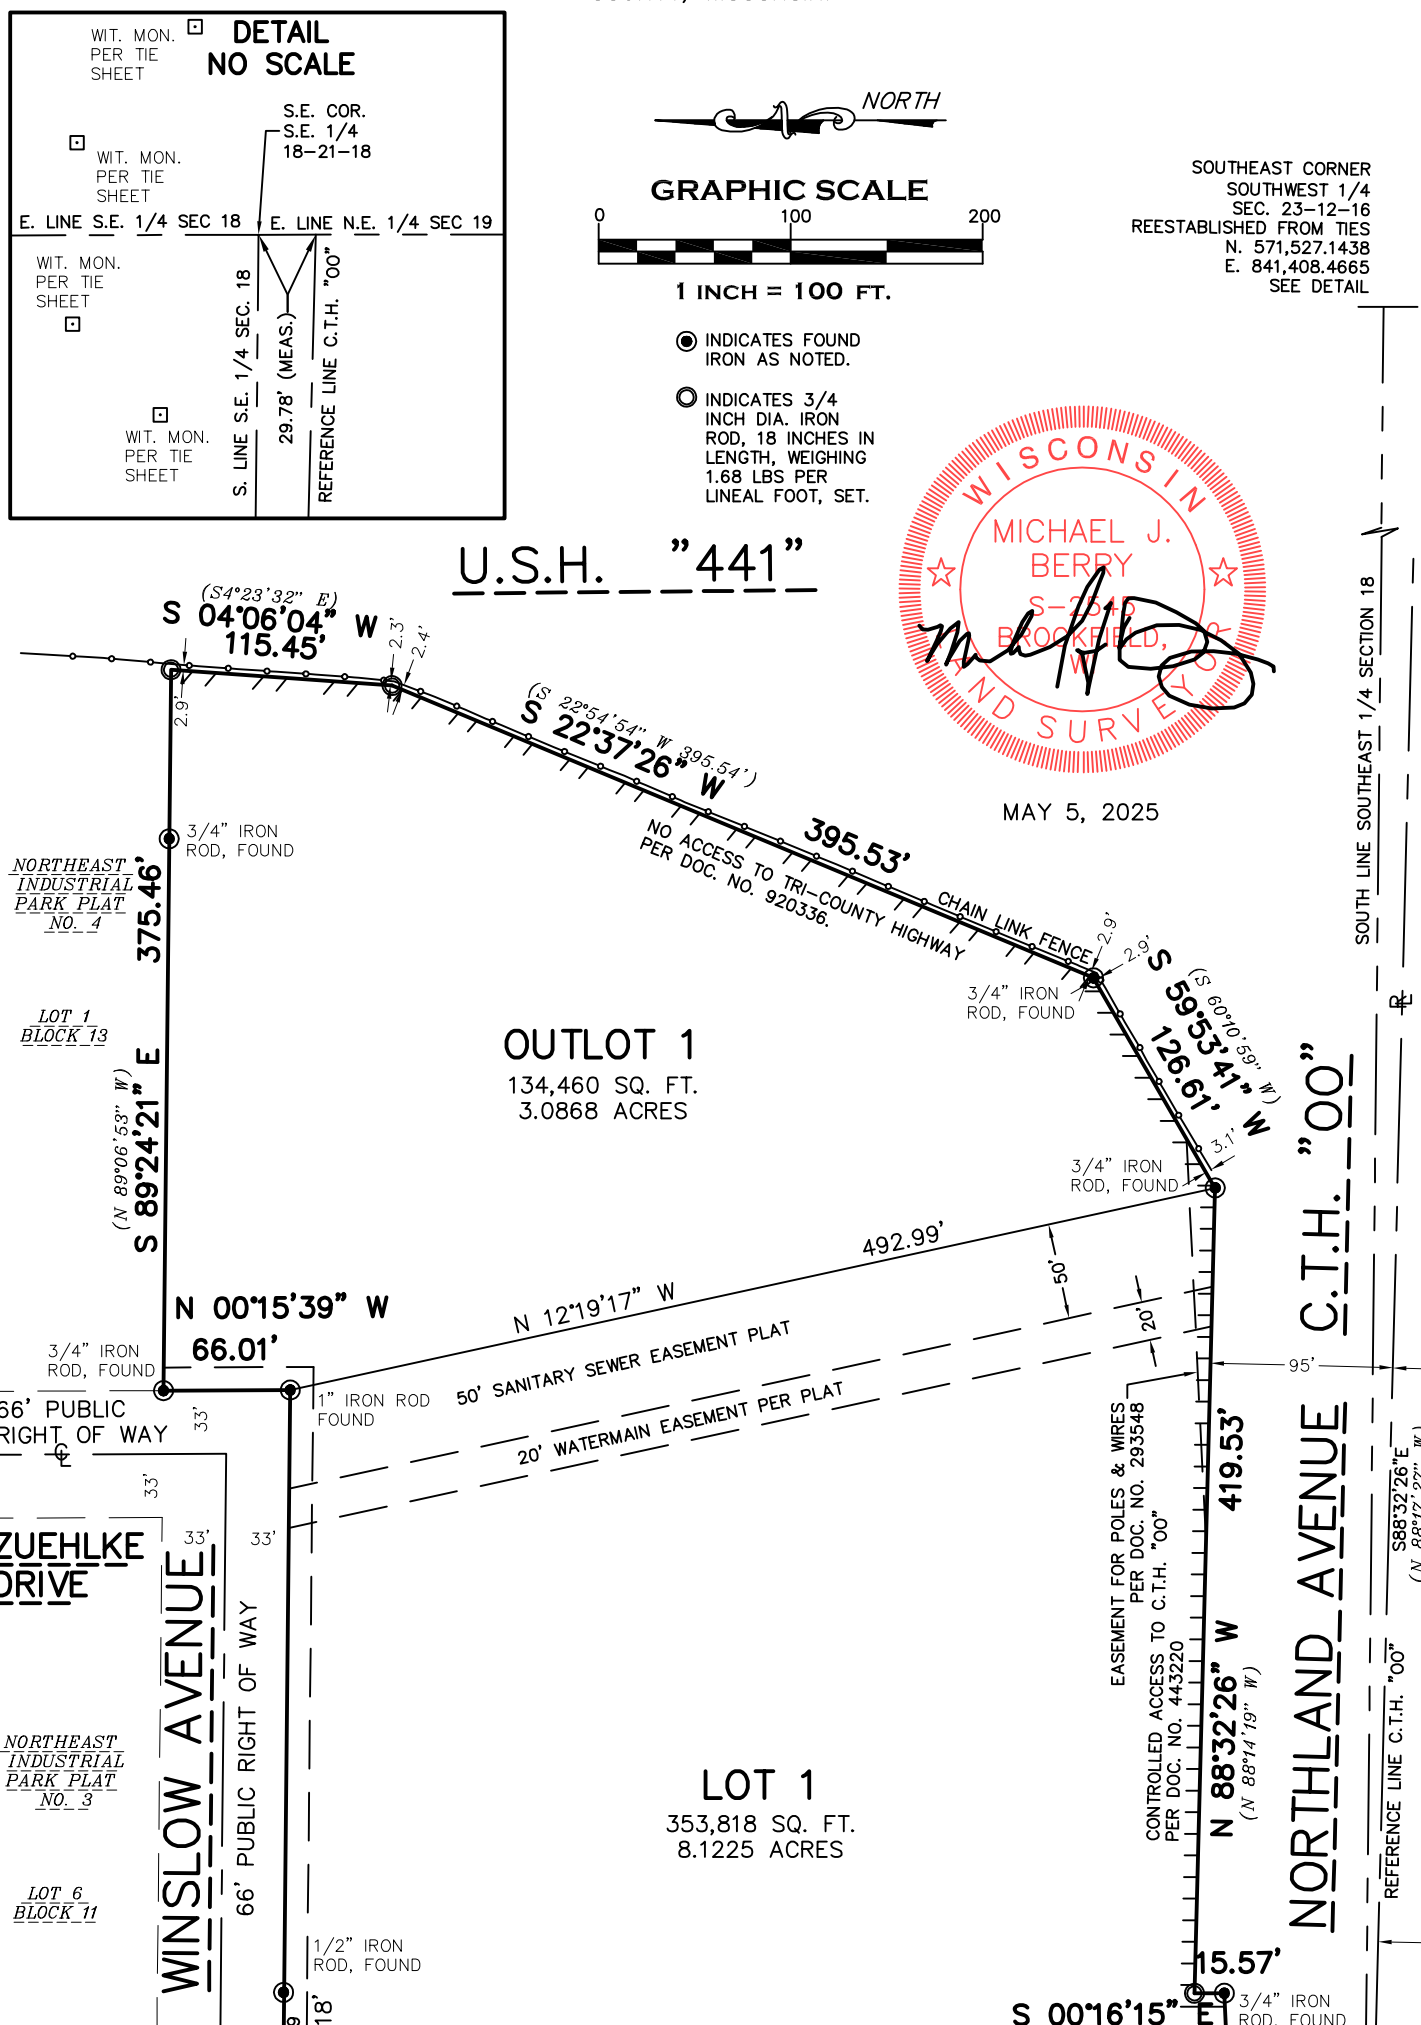 DETAIL
NO SCALE
WIT. MON.
PER TIE
SHEET
S.E. COR.
S.E. 1/4
18-21-18
WIT. MON.
PER TIE
SHEET
E. LINE S.E. 1/4 SEC 18
E. LINE N.E. 1/4 SEC 19
WIT. MON.
PER TIE
SHEET
S. LINE S.E. 1/4 SEC. 18
29.78' (MEAS.)
REFERENCE LINE C.T.H. "OO"
WIT. MON.
PER TIE
SHEET
NORTH
GRAPHIC SCALE
0 100 200
1 INCH = 100 FT.
INDICATES FOUND
IRON AS NOTED.
INDICATES 3/4
INCH DIA. IRON
ROD, 18 INCHES IN
LENGTH, WEIGHING
1.68 LBS PER
LINEAL FOOT, SET.
SOUTHEAST CORNER
SOUTHWEST 1/4
SEC. 23-12-16
REESTABLISHED FROM TIES
N. 571,527.1438
E. 841,408.4665
SEE DETAIL
WISCONSIN
MICHAEL J.
BERRY
S-2545
BROOKFIELD,
WI
LAND SURVEYOR
MAY 5, 2025
U.S.H. "441"
(S4°23'32" E)
S 04°06'04" W
115.45'
2.3'
2.4'
2.9'
(S 22°54'54" W 395.54')
S 22°37'26" W
395.53'
NO ACCESS TO TRI-COUNTY HIGHWAY
PER DOC. NO. 920336.
CHAIN LINK FENCE
2.9'
2.9'
3/4" IRON
ROD, FOUND
3/4" IRON
ROD, FOUND
(S 60°10'59" W)
S 59°53'41" W
126.61'
3.1'
3/4" IRON
ROD, FOUND
NORTHEAST
INDUSTRIAL
PARK PLAT
NO. 4
LOT 1
BLOCK 13
375.46'
S 89°24'21" E
(N 89°06'53" W)
OUTLOT 1
134,460 SQ. FT.
3.0868 ACRES
SOUTH LINE SOUTHEAST 1/4 SECTION 18
N 12°19'17" W
492.99'
50'
20'
50' SANITARY SEWER EASEMENT PLAT
20' WATERMAIN EASEMENT PER PLAT
N 00°15'39" W
66.01'
3/4" IRON
ROD, FOUND
1" IRON ROD
FOUND
66' PUBLIC
RIGHT OF WAY
33'
33'
33'
33'
ZUEHLKE
DRIVE
WINSLOW AVENUE
66' PUBLIC RIGHT OF WAY
NORTHEAST
INDUSTRIAL
PARK PLAT
NO. 3
LOT 6
BLOCK 11
1/2" IRON
ROD, FOUND
18'
LOT 1
353,818 SQ. FT.
8.1225 ACRES
EASEMENT FOR POLES & WIRES
PER DOC. NO. 293548
CONTROLLED ACCESS TO C.T.H. "OO"
PER DOC. NO. 443220
419.53'
N 88°32'26" W
(N 88°14'19" W)
95'
NORTHLAND AVENUE C.T.H. "OO"
S88°32'26"E
REFERENCE LINE C.T.H. "OO"
15.57'
S 00°16'15" E
3/4" IRON
ROD, FOUND